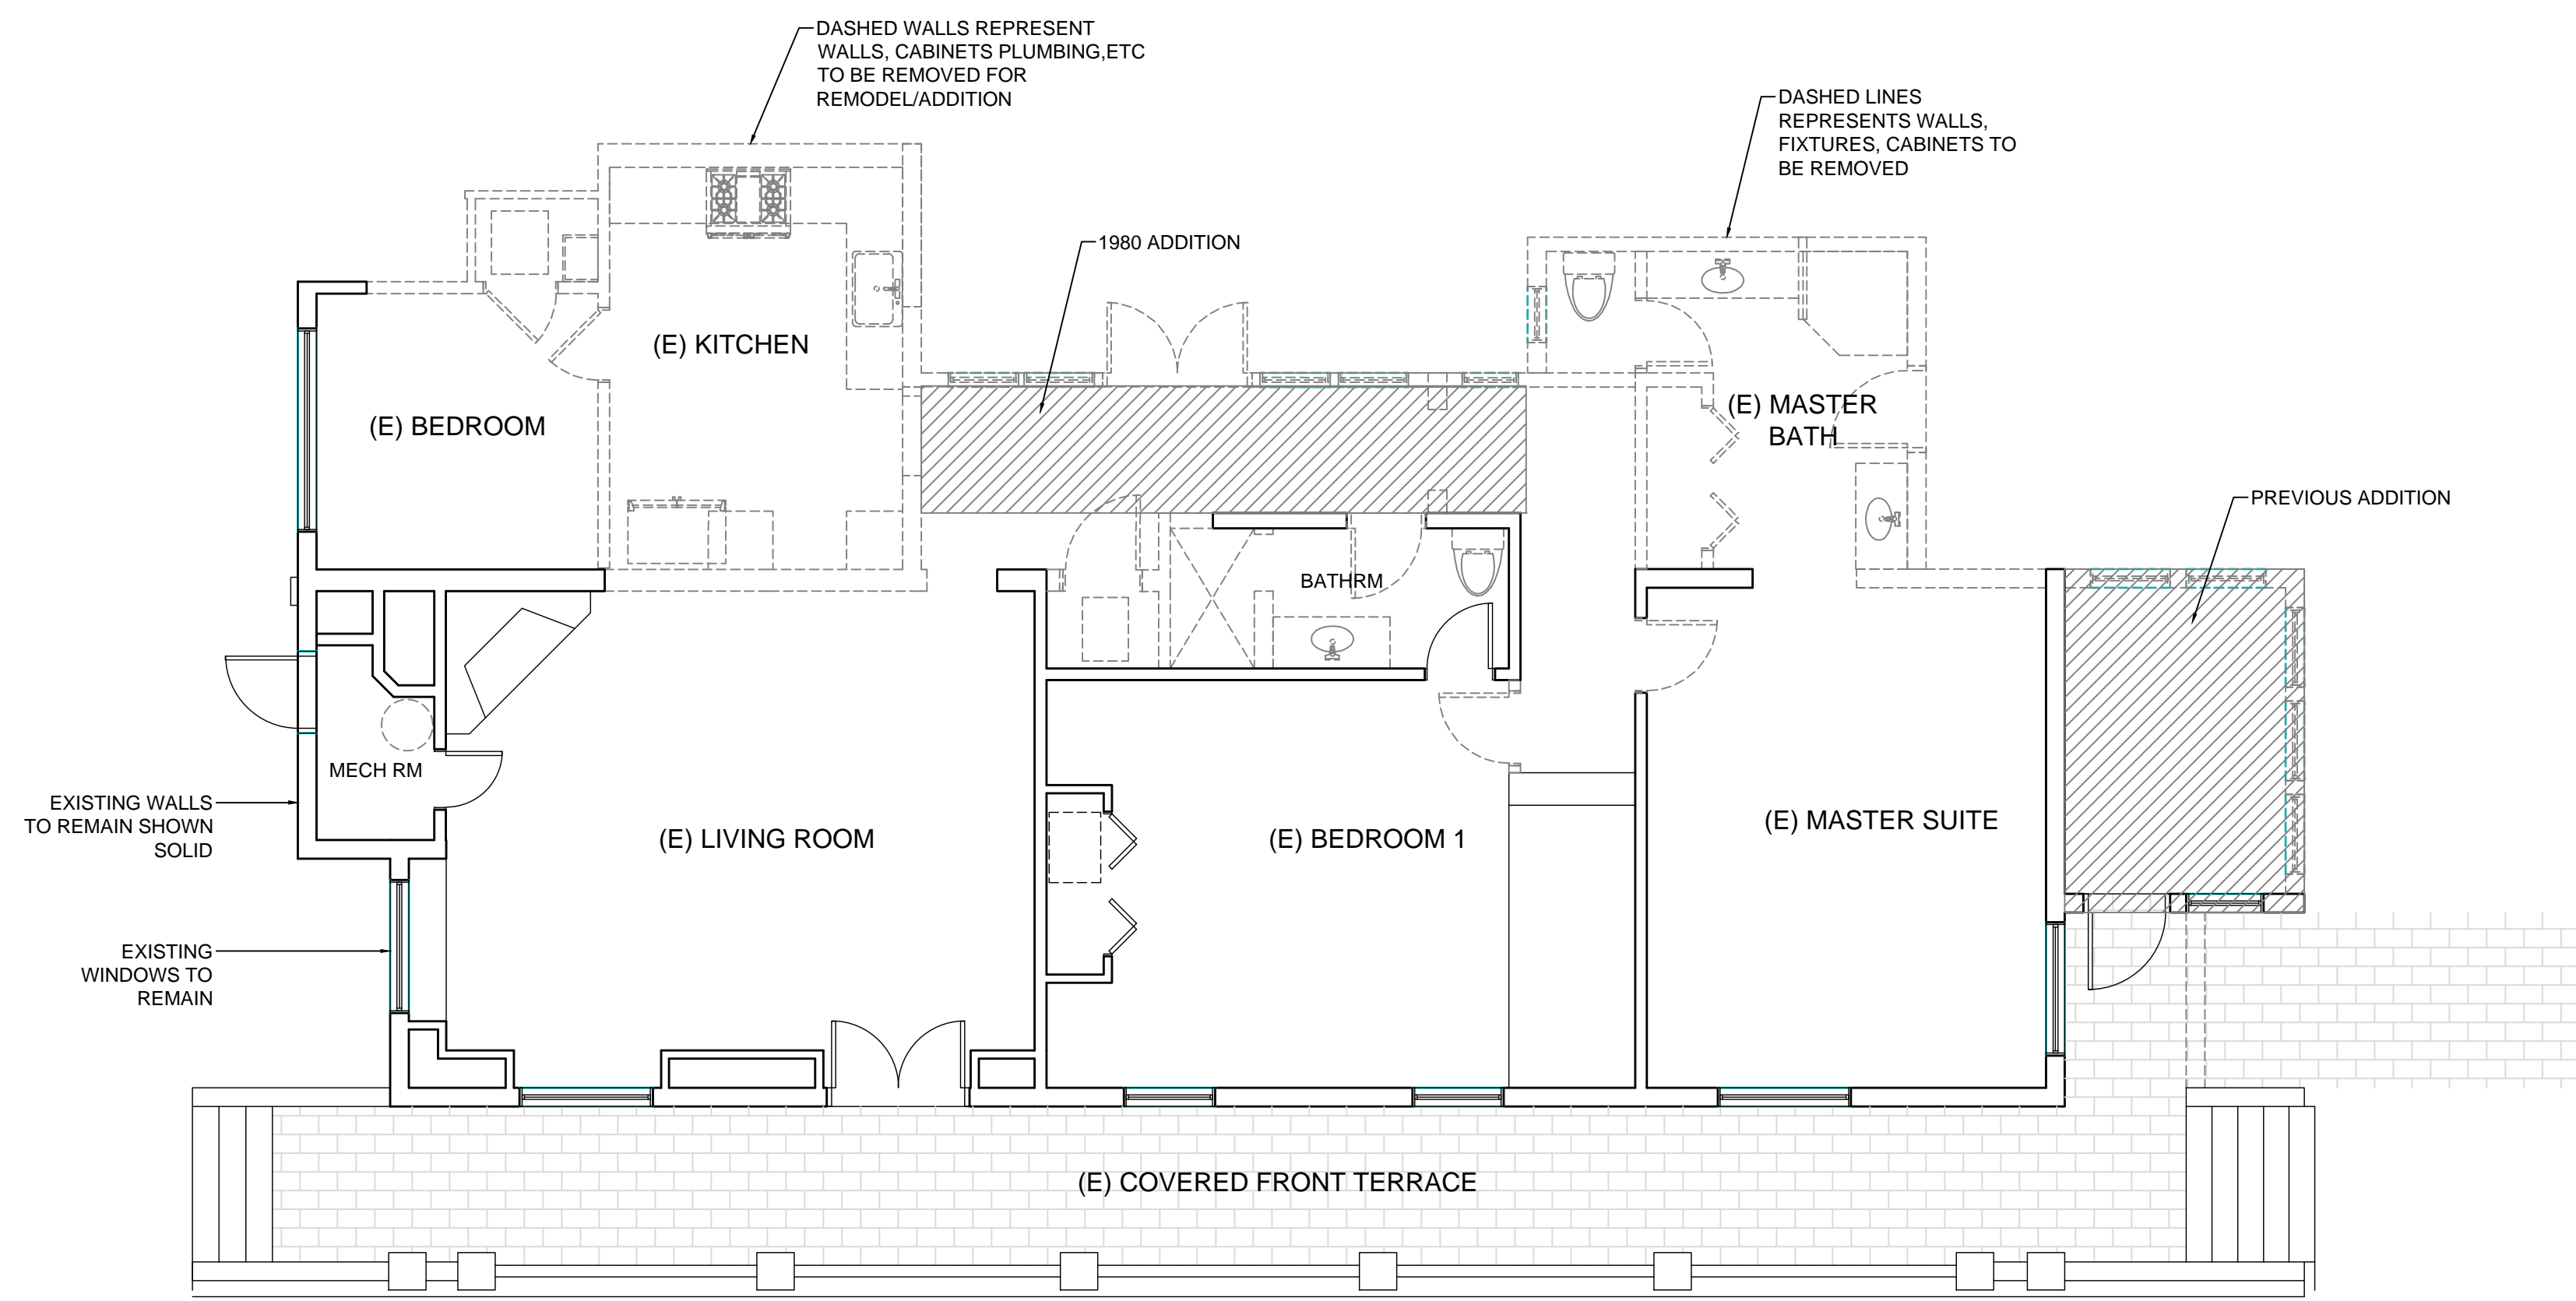 DASHED WALLS REPRESENT
WALLS, CABINETS PLUMBING,ETC
TO BE REMOVED FOR
REMODEL/ADDITION
DASHED LINES
REPRESENTS WALLS,
FIXTURES, CABINETS TO
BE REMOVED
1980 ADDITION
(E) KITCHEN
(E) BEDROOM
(E) MASTER
BATH
PREVIOUS ADDITION
BATHRM
MECH RM
EXISTING WALLS
TO REMAIN SHOWN
SOLID
(E) LIVING ROOM
(E) BEDROOM 1
(E) MASTER SUITE
EXISTING
WINDOWS TO
REMAIN
(E) COVERED FRONT TERRACE